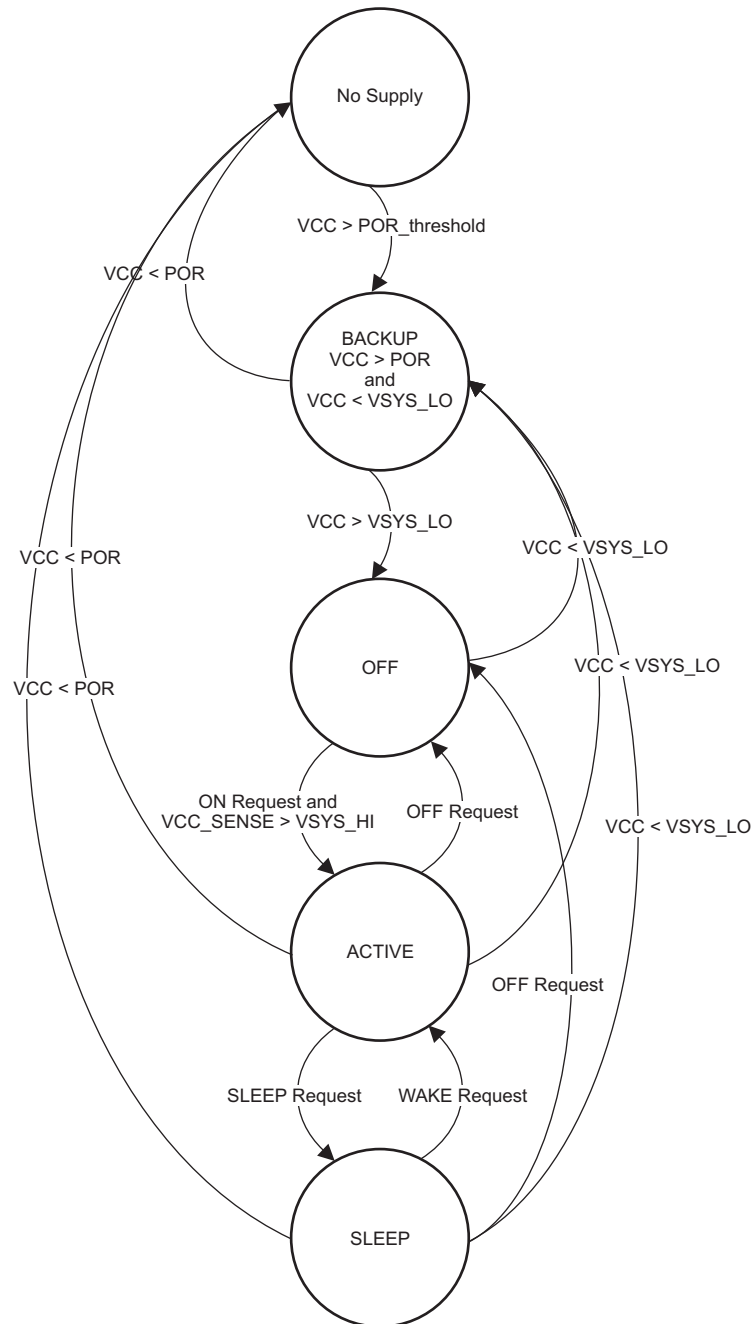 No Supply
VCC > POR_threshold
VCC < POR
BACKUP
VCC > POR
and
VCC < VSYS_LO
VCC > VSYS_LO
VCC < VSYS_LO
VCC < POR
OFF
VCC < VSYS_LO
VCC < POR
ON Request and
VCC_SENSE > VSYS_HI
OFF Request
VCC < VSYS_LO
ACTIVE
OFF Request
SLEEP Request
WAKE Request
SLEEP